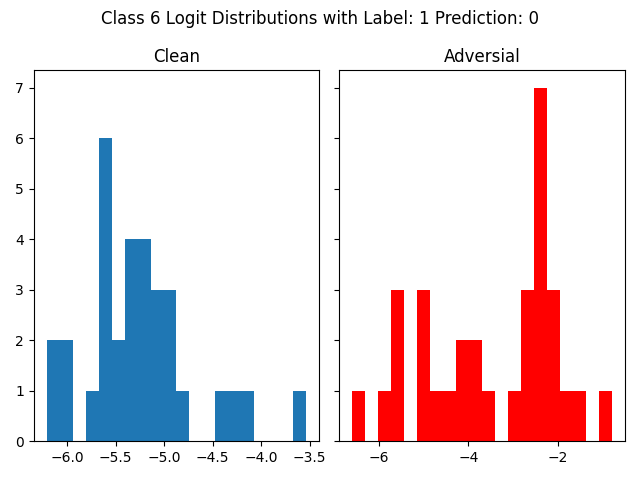 Class 6 Logit Distributions with Label: 1 Prediction: 0
Clean
Adversial
7
6
5
4
3
2
1
0
−6.0 −5.5 −5.0 −4.5 −4.0 −3.5
−6 −4 −2